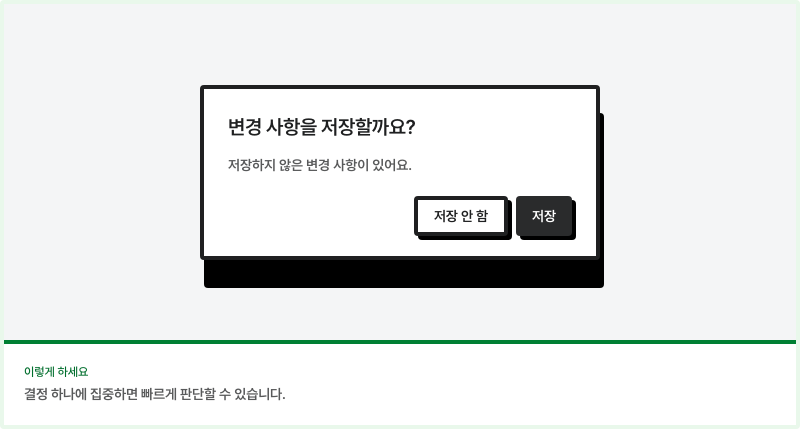 변경 사항을 저장할까요?
저장하지 않은 변경 사항이 있어요.
저장 안 함
저장
이렇게 하세요
결정 하나에 집중하면 빠르게 판단할 수 있습니다.